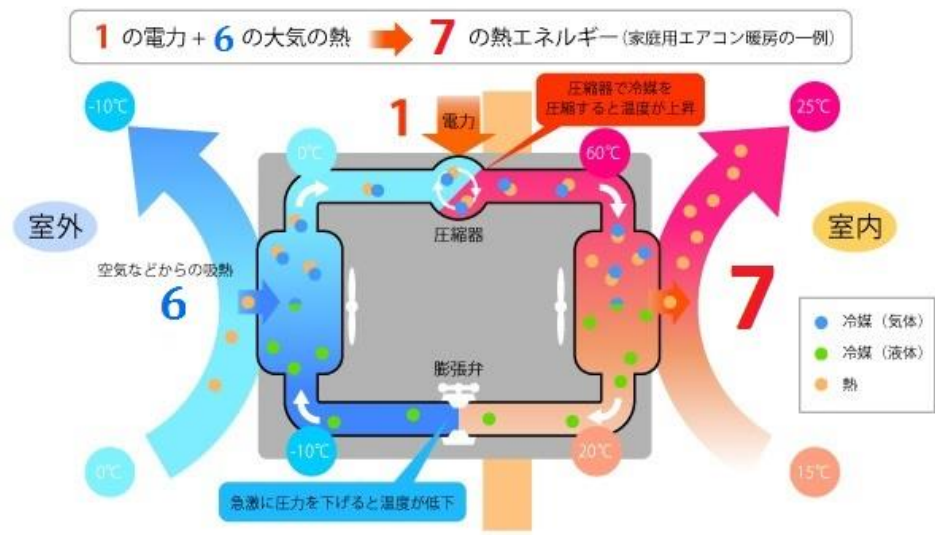 1 の電力 + 6 の大気の熱 7 の熱エネルギー(家庭用エアコン暖房の一例)
-10℃
25℃
1
電力
圧縮器で冷媒を
圧縮すると温度が上昇
0℃
60℃
室外
圧縮器
室内
空気などからの吸熱
6
7
冷媒(気体)
冷媒(液体)
熱
膨張弁
-10℃
20℃
0℃
15℃
急激に圧力を下げると温度が低下